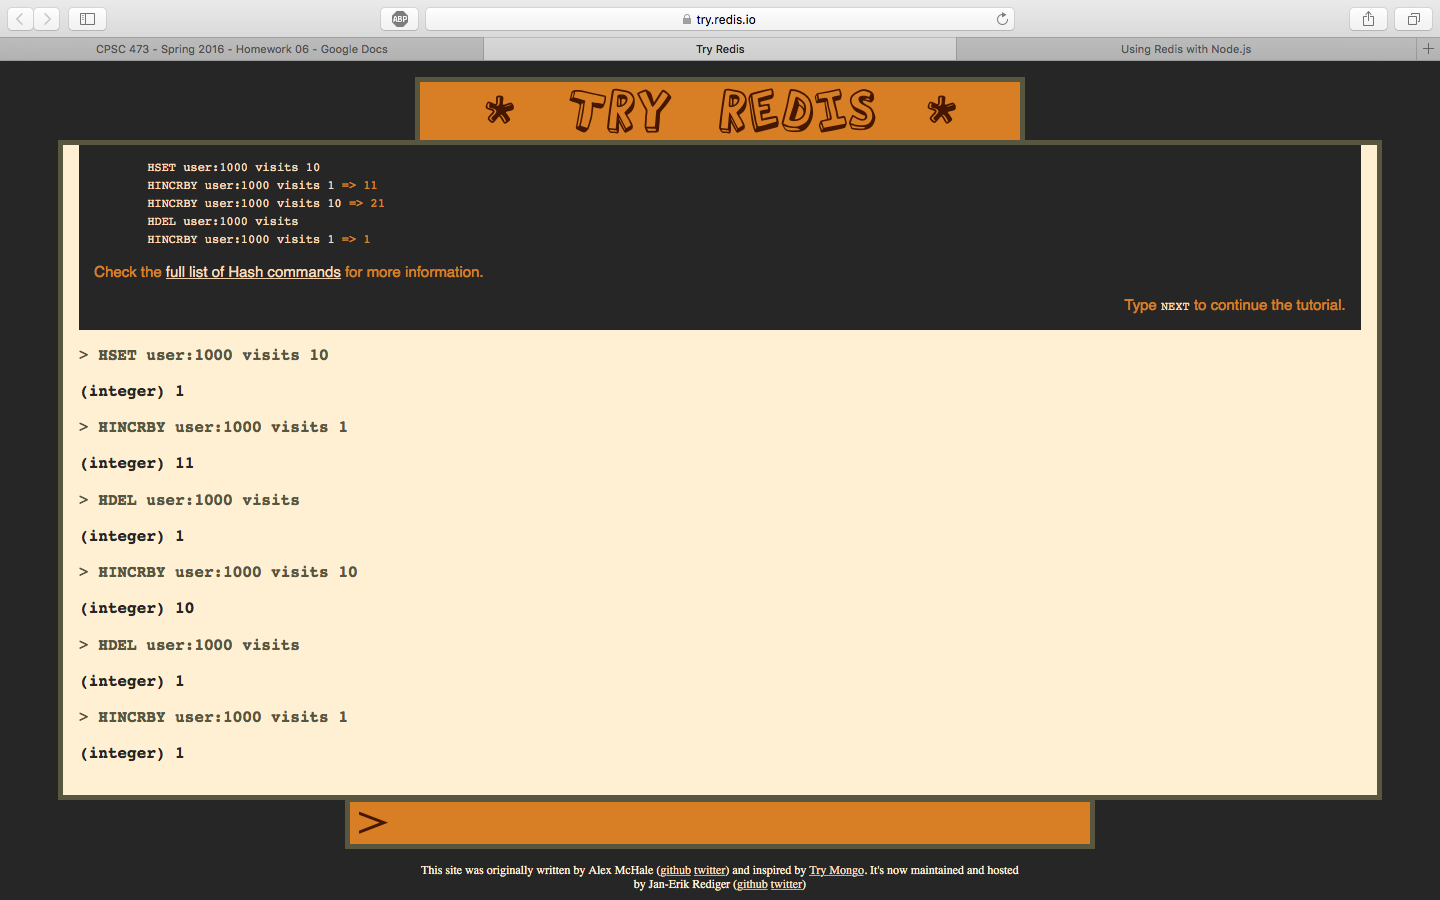 ABP
try.redis.io
CPSC 473 - Spring 2016 - Homework 06 - Google Docs
Try Redis
Using Redis with Node.js
* TRY REDIS *
HSET user:1000 visits 10
HINCRBY user:1000 visits 1 => 11
HINCRBY user:1000 visits 10 => 21
HDEL user:1000 visits
HINCRBY user:1000 visits 1 => 1
Check the full list of Hash commands for more information.
Type NEXT to continue the tutorial.
> HSET user:1000 visits 10
(integer) 1
> HINCRBY user:1000 visits 1
(integer) 11
> HDEL user:1000 visits
(integer) 1
> HINCRBY user:1000 visits 10
(integer) 10
> HDEL user:1000 visits
(integer) 1
> HINCRBY user:1000 visits 1
(integer) 1
>
This site was originally written by Alex McHale (github twitter) and inspired by Try Mongo. It's now maintained and hosted
by Jan-Erik Rediger (github twitter)